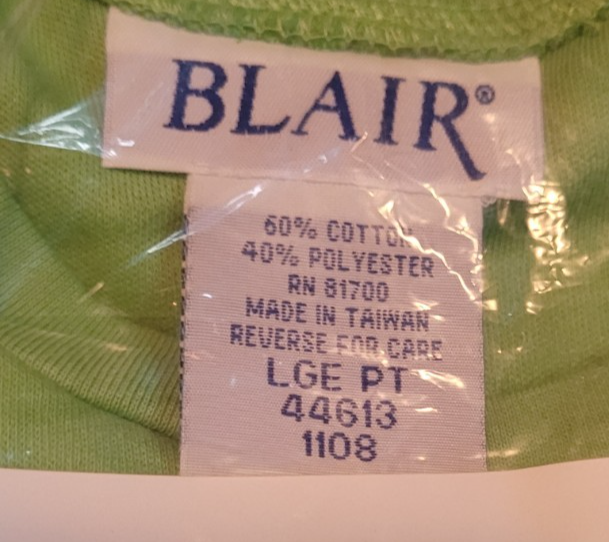 BLAIR®
60% COTTON
40% POLYESTER
RN 81700
MADE IN TAIWAN
REVERSE FOR CARE
LGE PT
44613
1108